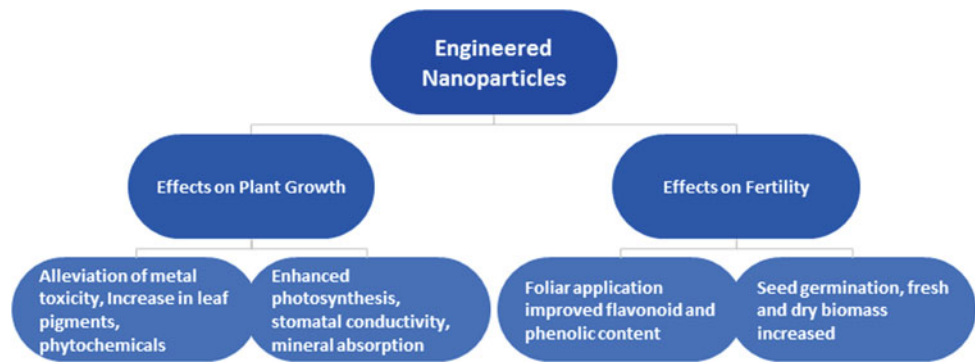 Engineered
Nanoparticles
Effects on Plant Growth
Effects on Fertility
Alleviation of metal
toxicity, Increase in leaf
pigments,
phytochemicals
Enhanced
photosynthesis,
stomatal conductivity,
mineral absorption
Foliar application
improved flavonoid and
phenolic content
Seed germination, fresh
and dry biomass
increased